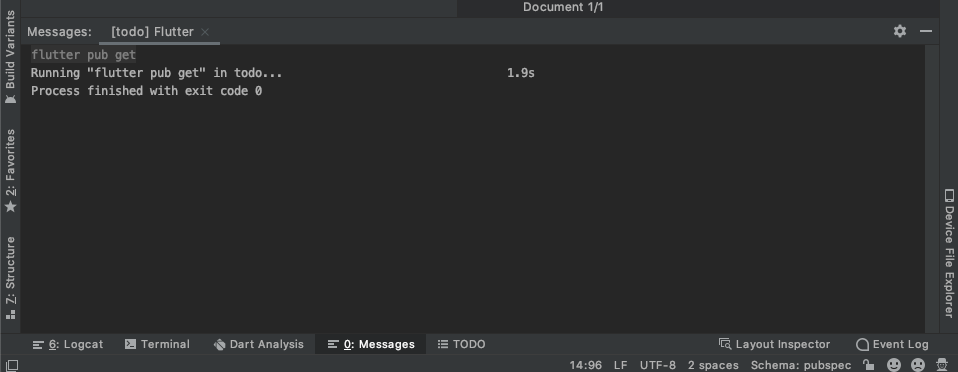 Document 1/1
Messages: [todo] Flutter
flutter pub get
Running "flutter pub get" in todo... 1.9s
Process finished with exit code 0
Build Variants
2: Favorites
Z: Structure
Device File Explorer
6: Logcat Terminal Dart Analysis 0: Messages TODO Layout Inspector Event Log
14:96 LF UTF-8 2 spaces Schema: pubspec